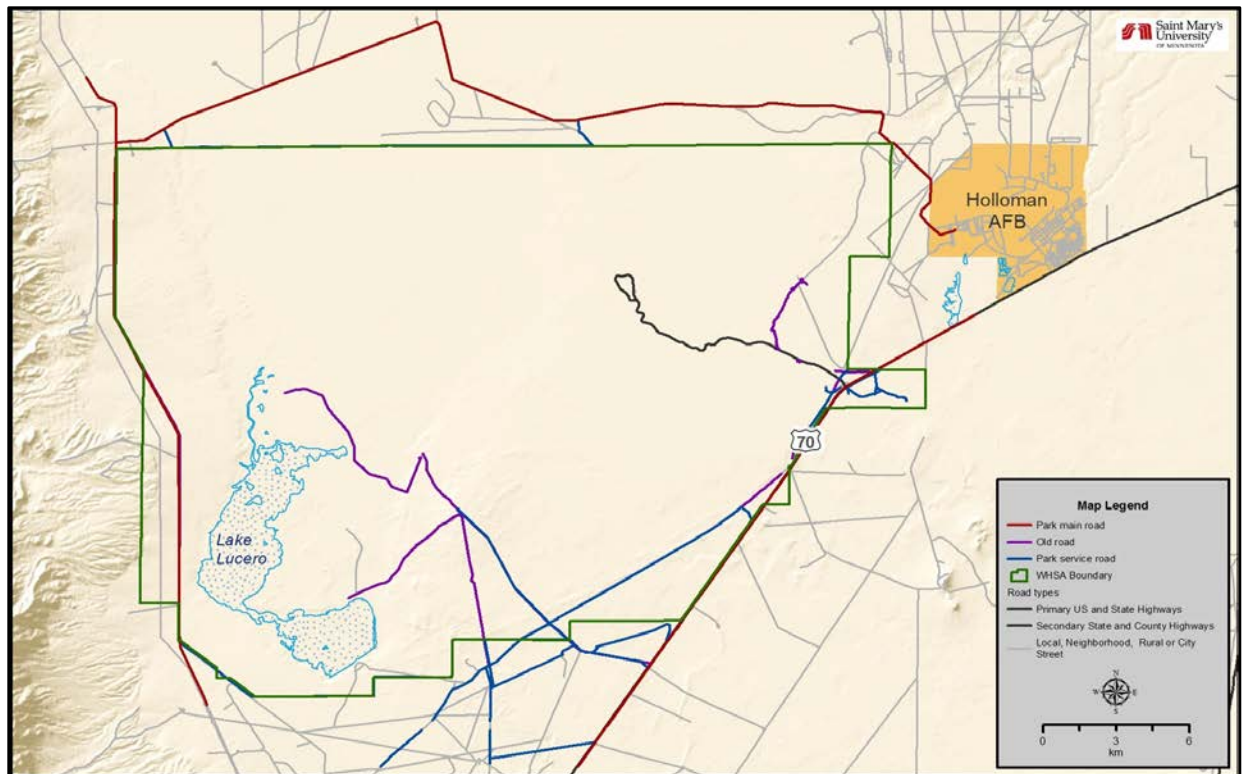 Saint Mary's
University
OF MINNESOTA
Holloman
AFB
70
Lake
Lucero
Map Legend
Park main road
Old road
Park service road
WHSA Boundary
Road types
Primary US and State Highways
Secondary State and County Highways
Local, Neighborhood, Rural or City
Street
N
W E
S
0 3 6
km